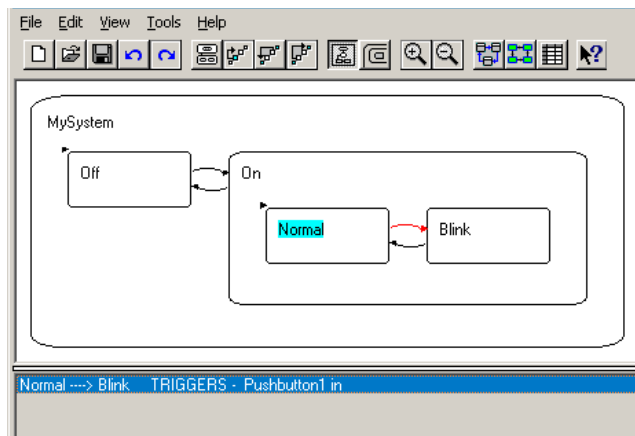 File Edit View Tools Help
MySystem
Off
On
Normal
Blink
Normal ----> Blink TRIGGERS - Pushbutton1 in